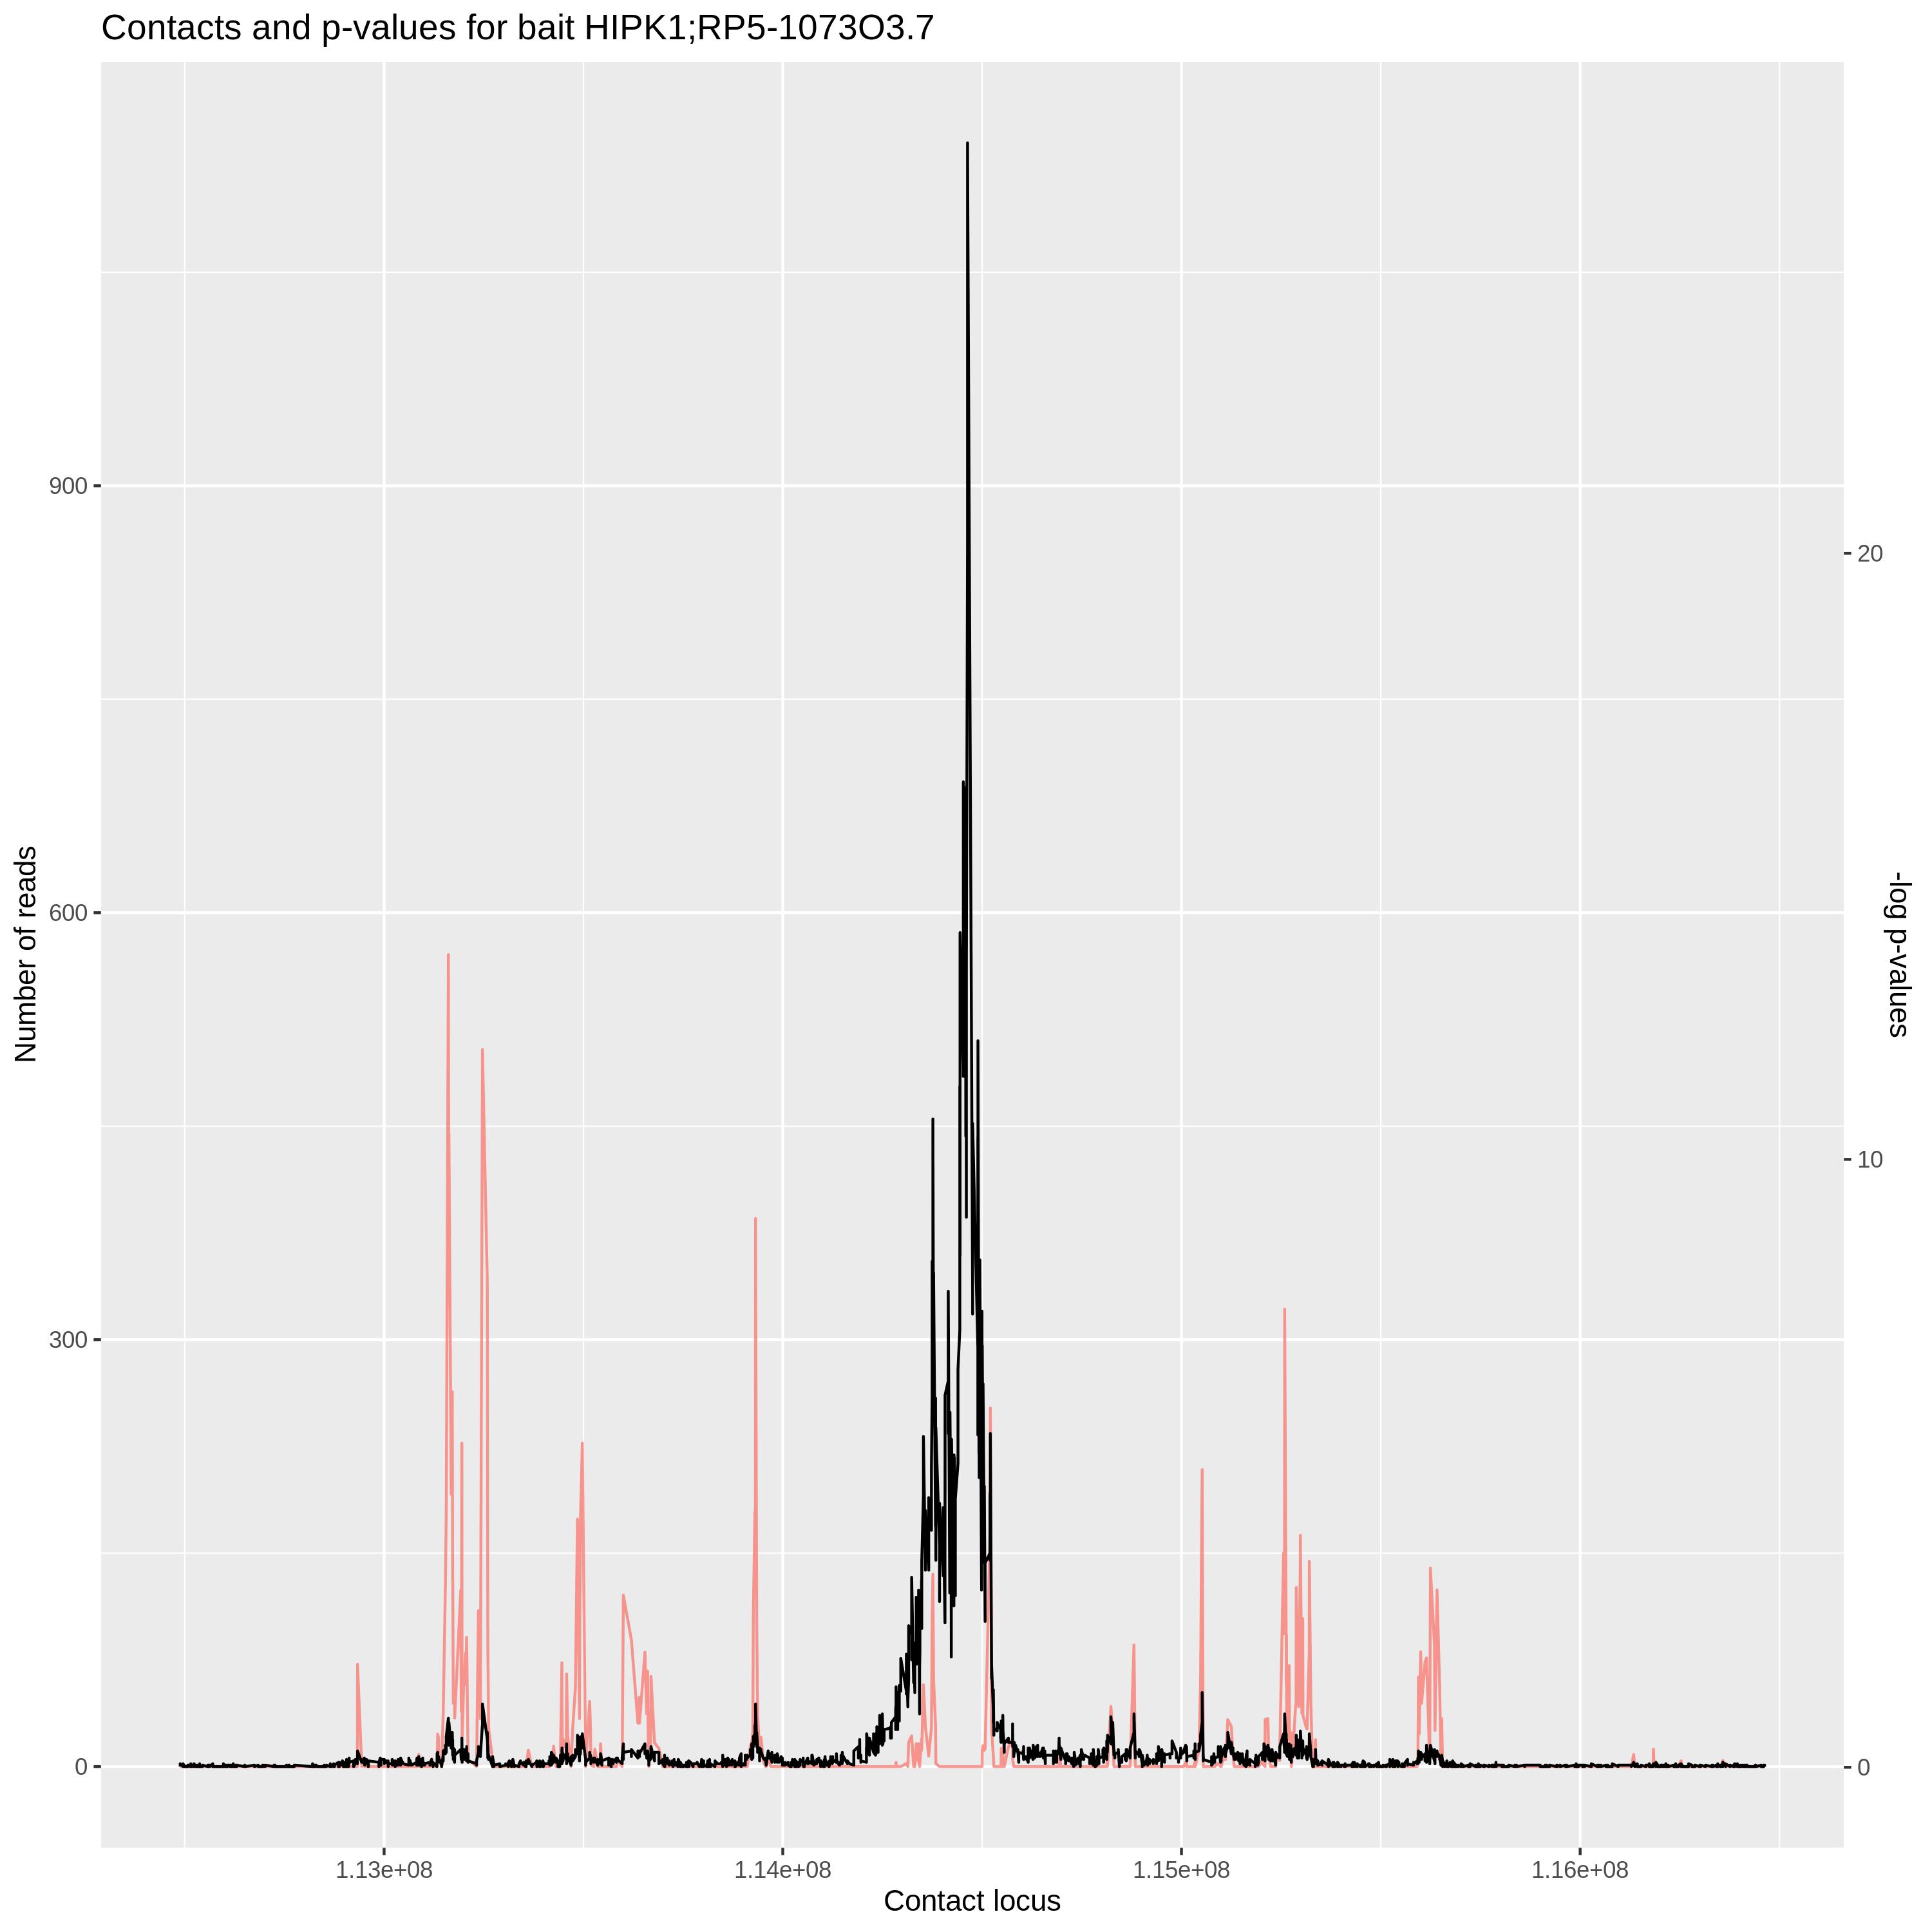 Contacts and p-values for bait HIPK1;RP5-1073O3.7
Number of reads
900
600
300
0
20
10
0
-log p-values
1.13e+08
1.14e+08
1.15e+08
1.16e+08
Contact locus